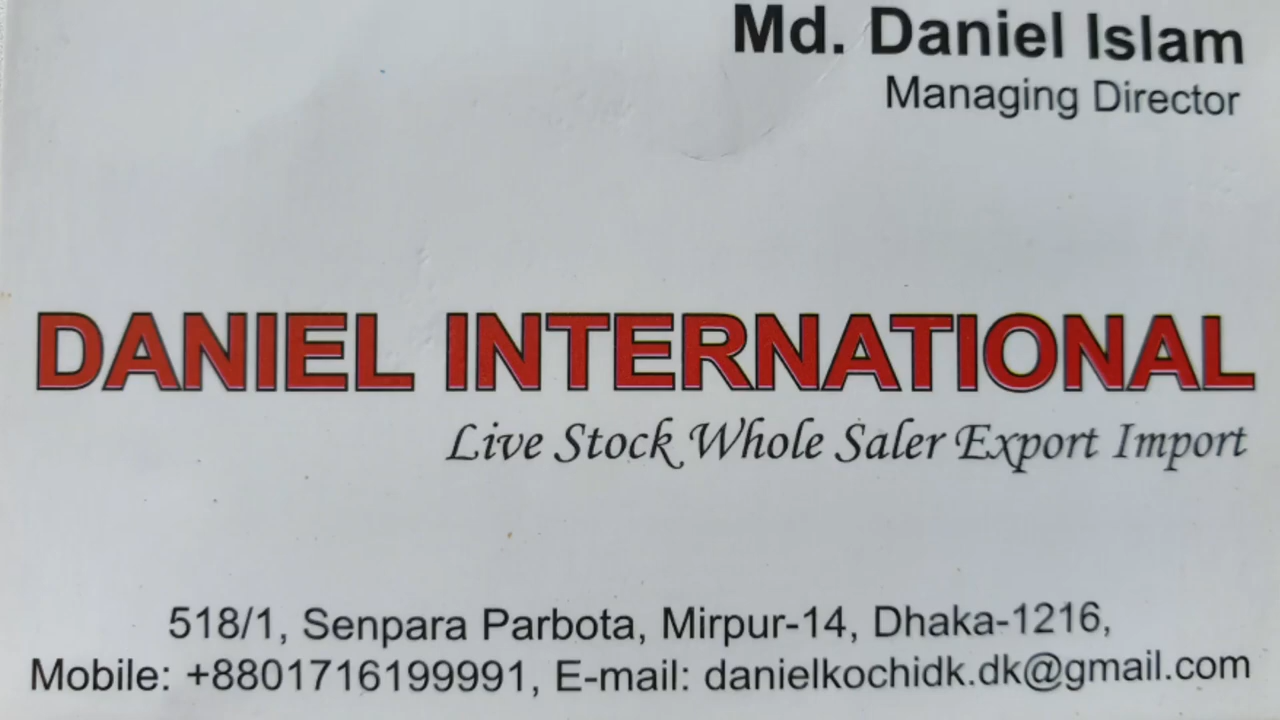 Md. Daniel Islam
Managing Director
DANIEL INTERNATIONAL
Live Stock Whole Saler Export Import
518/1, Senpara Parbota, Mirpur-14, Dhaka-1216,
Mobile: +8801716199991, E-mail: danielkochidk.dk@gmail.com